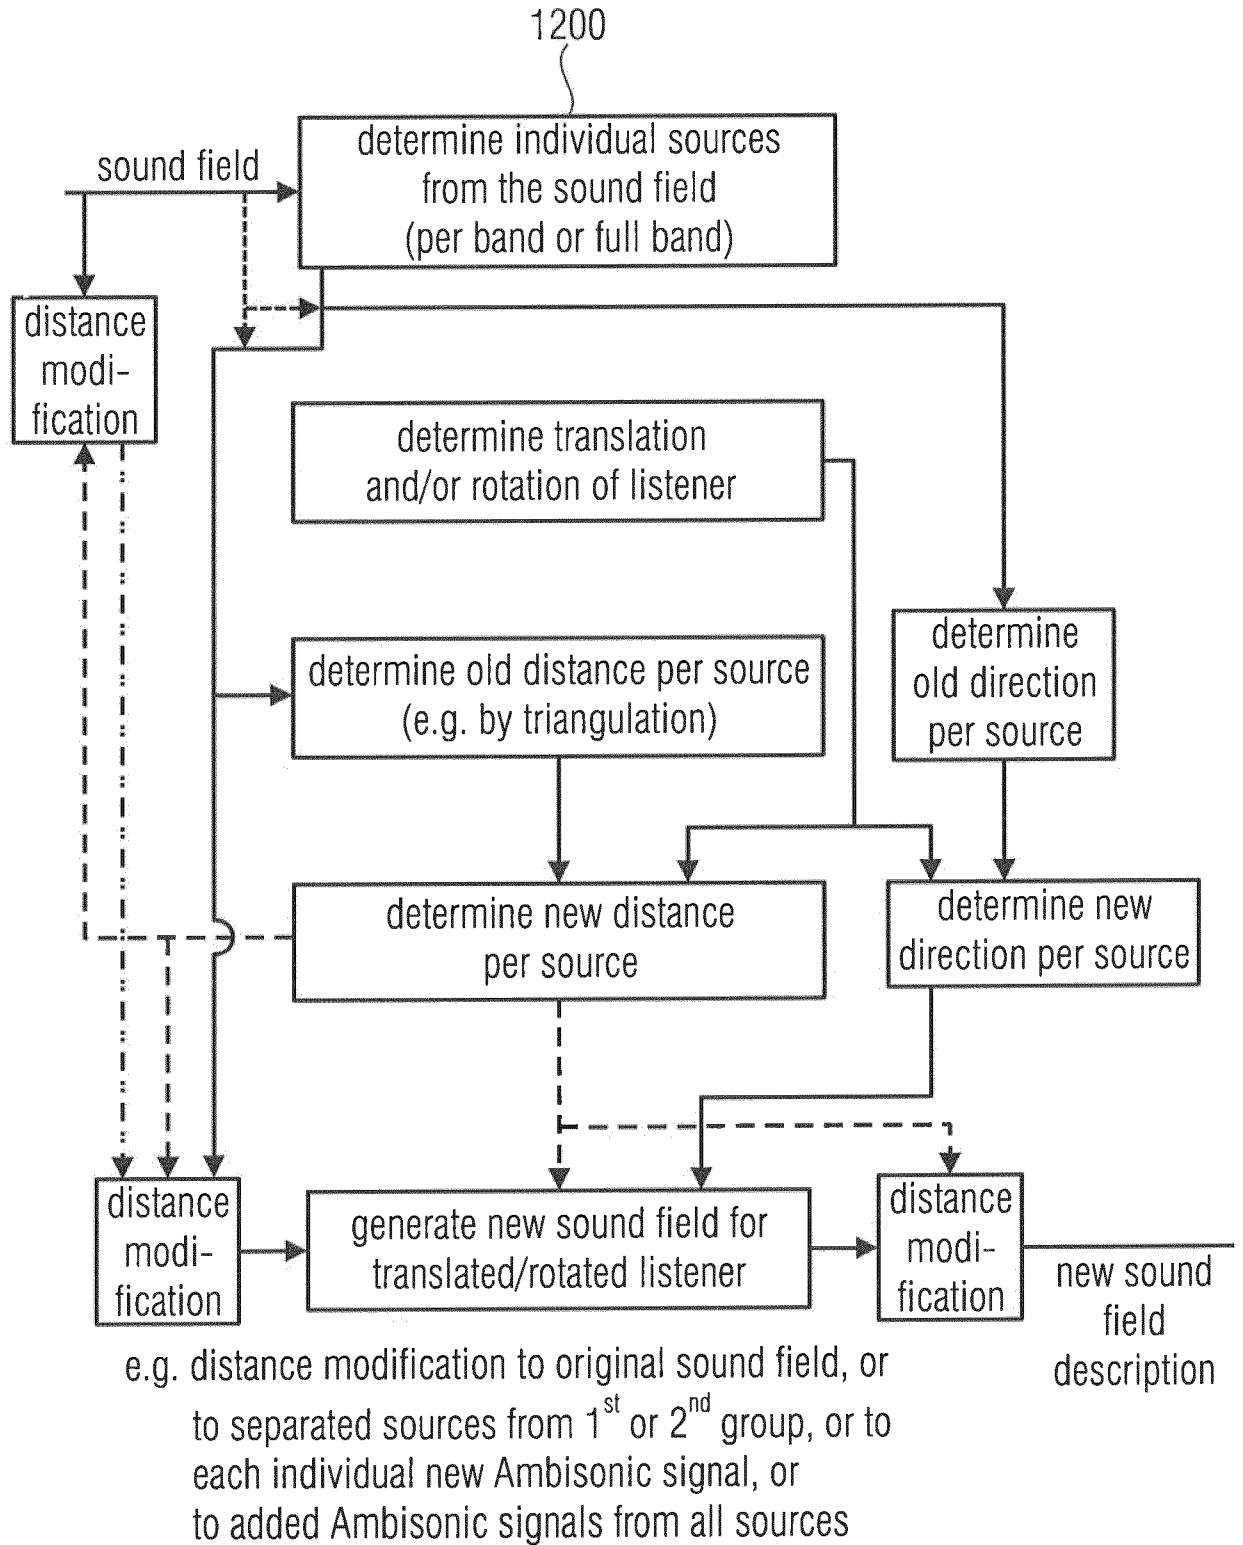 1200
determine individual sources
from the sound field
(per band or full band)
sound field
distance
modi-
fication
determine translation
and/or rotation of listener
determine old distance per source
(e.g. by triangulation)
determine
old direction
per source
determine new distance
per source
determine new
direction per source
distance
modi-
fication
generate new sound field for
translated/rotated listener
distance
modi-
fication
new sound
field
description
e.g. distance modification to original sound field, or
to separated sources from 1st or 2nd group, or to
each individual new Ambisonic signal, or
to added Ambisonic signals from all sources